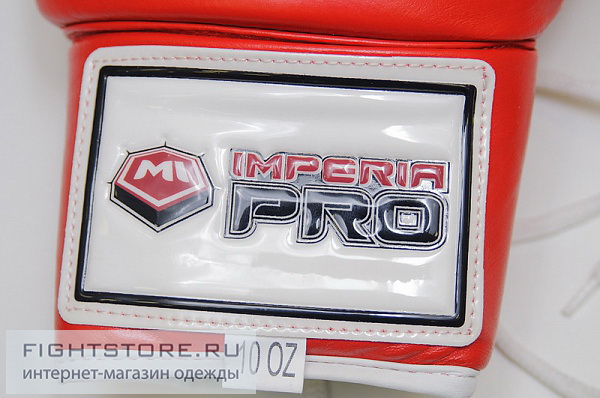 MI
IMPERIA
PRO
FIGHTSTORE.RU
интернет-магазин одежды
10 OZ